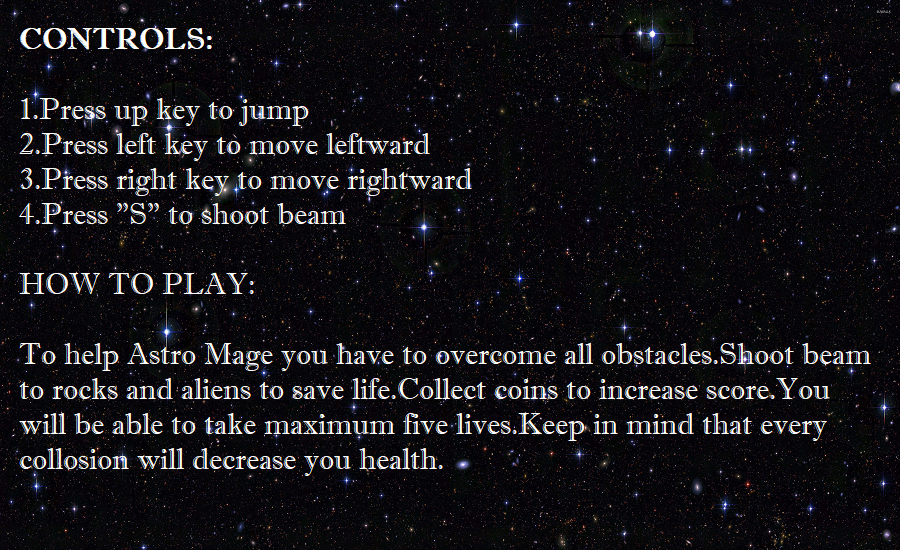 CONTROLS:
1.Press up key to jump
2.Press left key to move leftward
3.Press right key to move rightward
4.Press ”S” to shoot beam
HOW TO PLAY:
To help Astro Mage you have to overcome all obstacles.Shoot beam
to rocks and aliens to save life.Collect coins to increase score.You
will be able to take maximum five lives.Keep in mind that every
collosion will decrease you health.